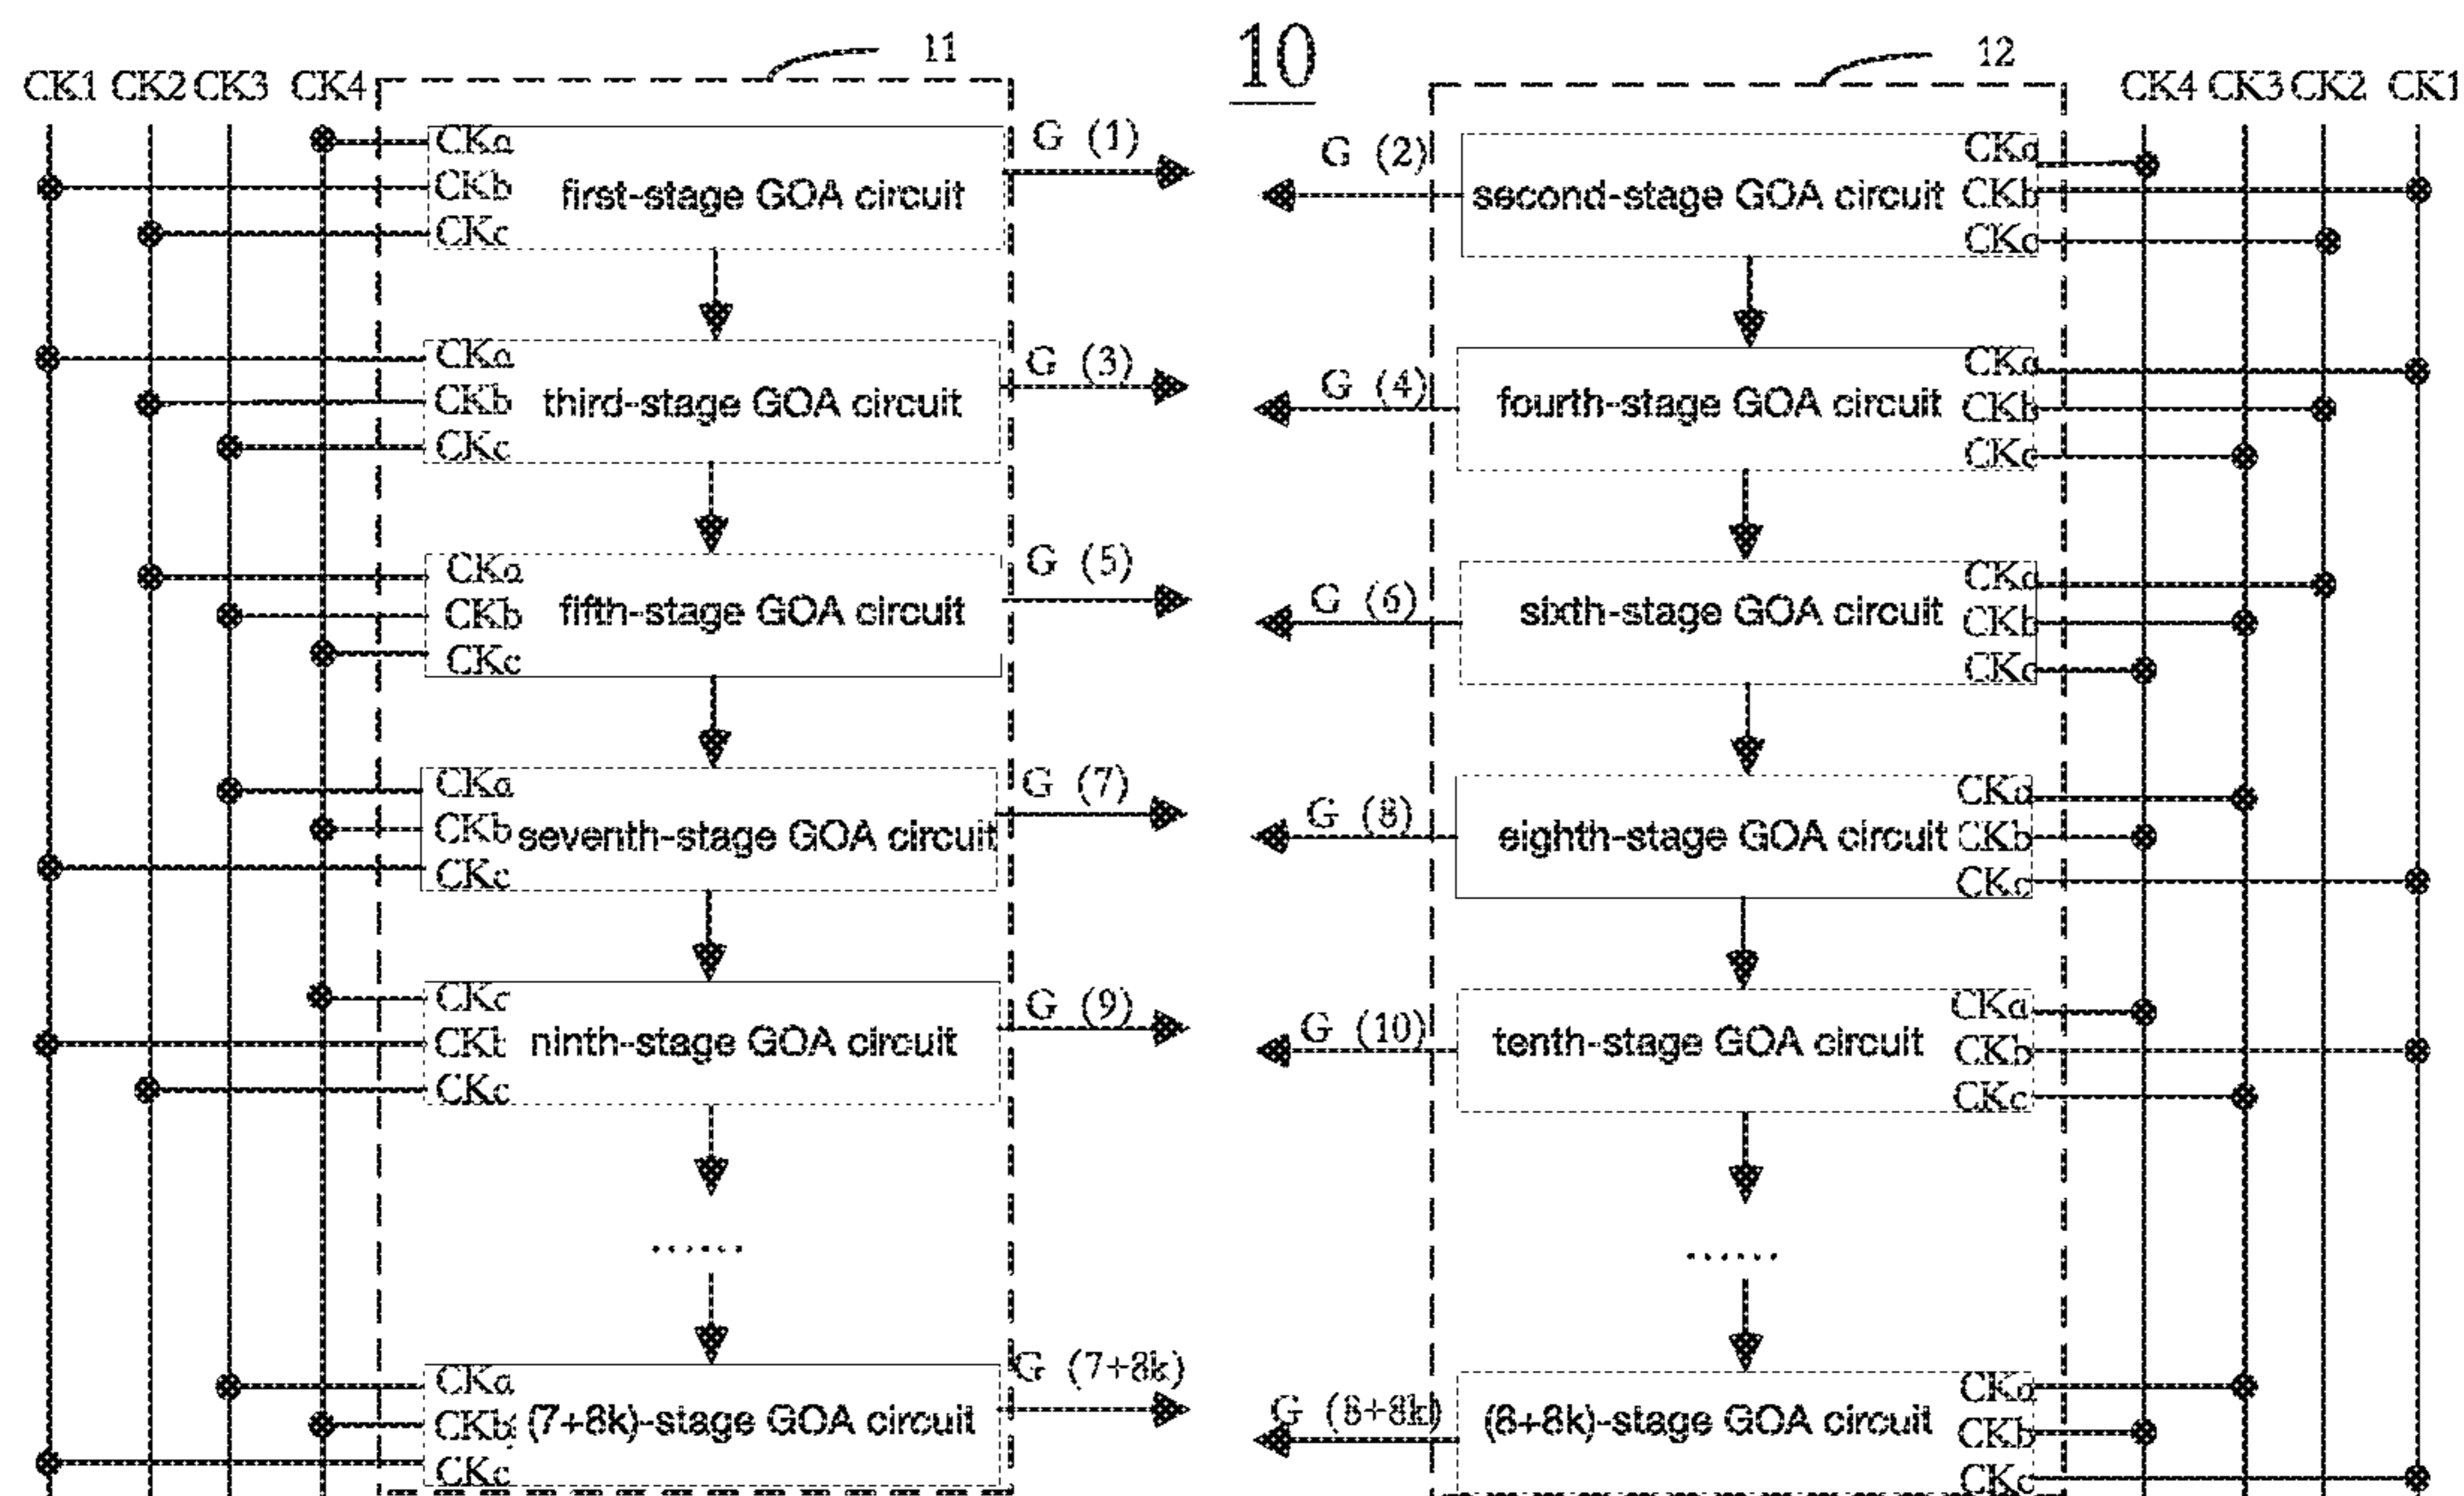 10
11
12
CK1 CK2 CK3 CK4
CK4 CK3 CK2 CK1
CKa
CKb
CKc
first-stage GOA circuit
G (1)
G (2)
second-stage GOA circuit
CKa
CKb
CKc
CKa
CKb
CKc
third-stage GOA circuit
G (3)
G (4)
fourth-stage GOA circuit
CKa
CKb
CKc
CKa
CKb
CKc
fifth-stage GOA circuit
G (5)
G (6)
sixth-stage GOA circuit
CKa
CKb
CKc
CKa
CKb
CKc
seventh-stage GOA circuit
G (7)
G (8)
eighth-stage GOA circuit
CKa
CKb
CKc
CKc
CKb
CKc
ninth-stage GOA circuit
G (9)
G (10)
tenth-stage GOA circuit
CKa
CKb
CKc
......
......
CKa
CKb
CKc
(7+8k)-stage GOA circuit
G (7+8k)
G (8+8k)
(8+8k)-stage GOA circuit
CKa
CKb
CKc